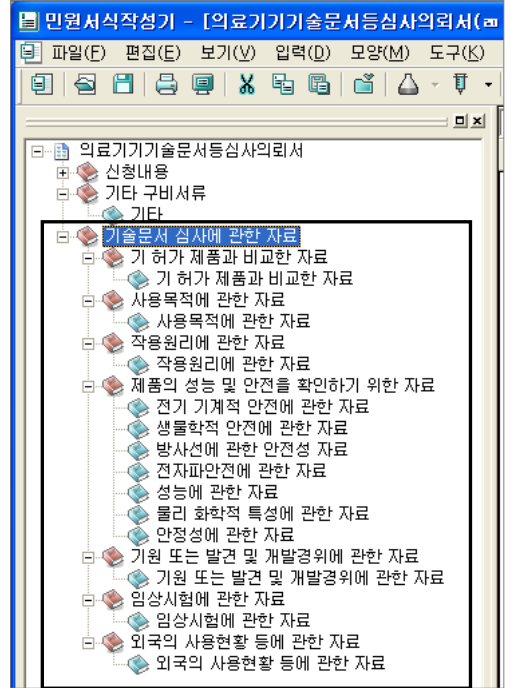 민원서식작성기 - [의료기기기술문서등심사의뢰서(
파일(F) 편집(E) 보기(V) 입력(D) 모양(M) 도구(K)
의료기기기술문서등심사의뢰서
신청내용
기타 구비서류
기타
기술문서 심사에 관한 자료
기 허가 제품과 비교한 자료
기 허가 제품과 비교한 자료
사용목적에 관한 자료
사용목적에 관한 자료
작용원리에 관한 자료
작용원리에 관한 자료
제품의 성능 및 안전을 확인하기 위한 자료
전기 기계적 안전에 관한 자료
생물학적 안전에 관한 자료
방사선에 관한 안전성 자료
전자파안전에 관한 자료
성능에 관한 자료
물리 화학적 특성에 관한 자료
안정성에 관한 자료
기원 또는 발견 및 개발경위에 관한 자료
기원 또는 발견 및 개발경위에 관한 자료
임상시험에 관한 자료
임상시험에 관한 자료
외국의 사용현황 등에 관한 자료
외국의 사용현황 등에 관한 자료